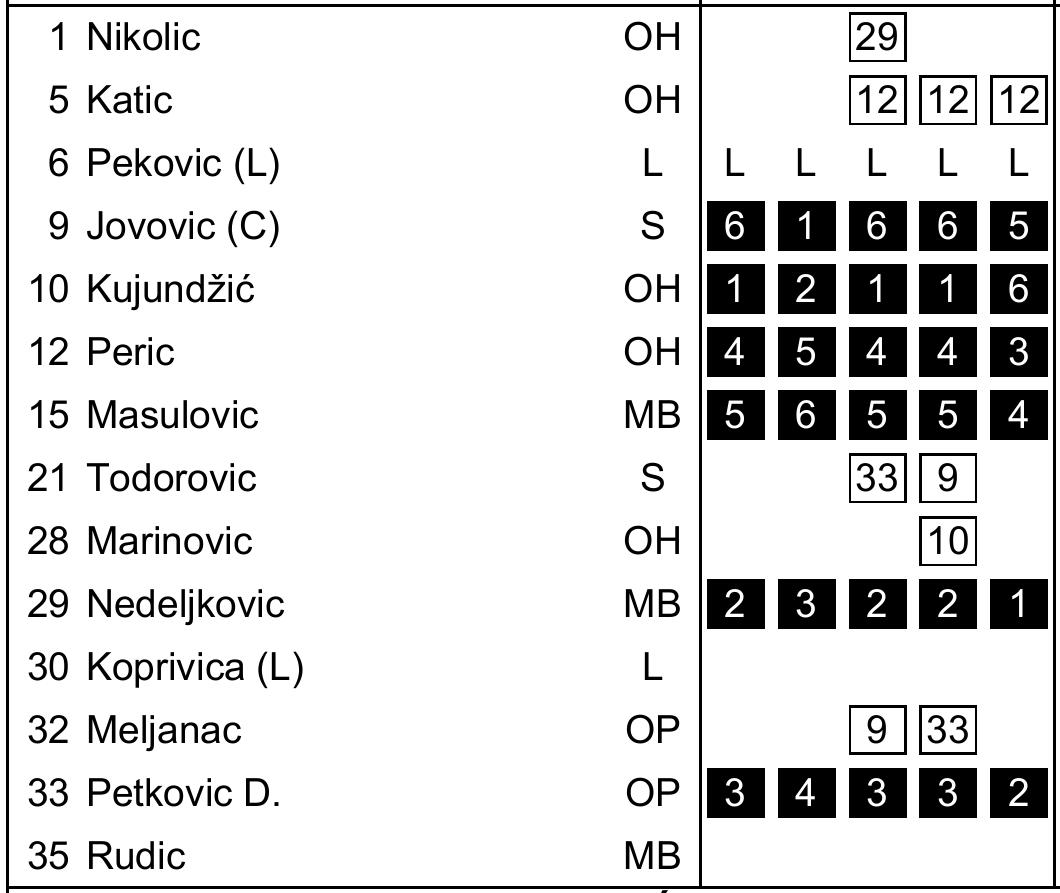 1 Nikolic OH 29
5 Katic OH 12 12 12
6 Pekovic (L) L L L L L L
9 Jovovic (C) S 6 1 6 6 5
10 Kujundžić OH 1 2 1 1 6
12 Peric OH 4 5 4 4 3
15 Masulovic MB 5 6 5 5 4
21 Todorovic S 33 9
28 Marinovic OH 10
29 Nedeljkovic MB 2 3 2 2 1
30 Koprivica (L) L
32 Meljanac OP 9 33
33 Petkovic D. OP 3 4 3 3 2
35 Rudic MB